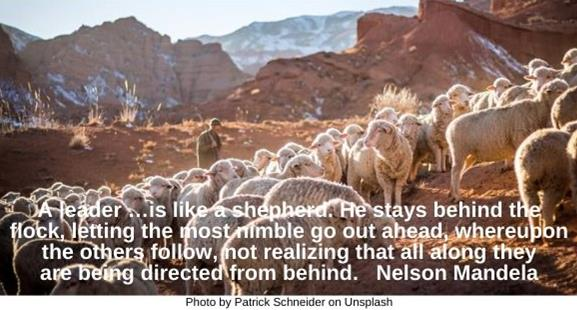 A leader …is like a shepherd. He stays behind the
flock, letting the most nimble go out ahead, whereupon
the others follow, not realizing that all along they
are being directed from behind.   Nelson Mandela
Photo by Patrick Schneider on Unsplash